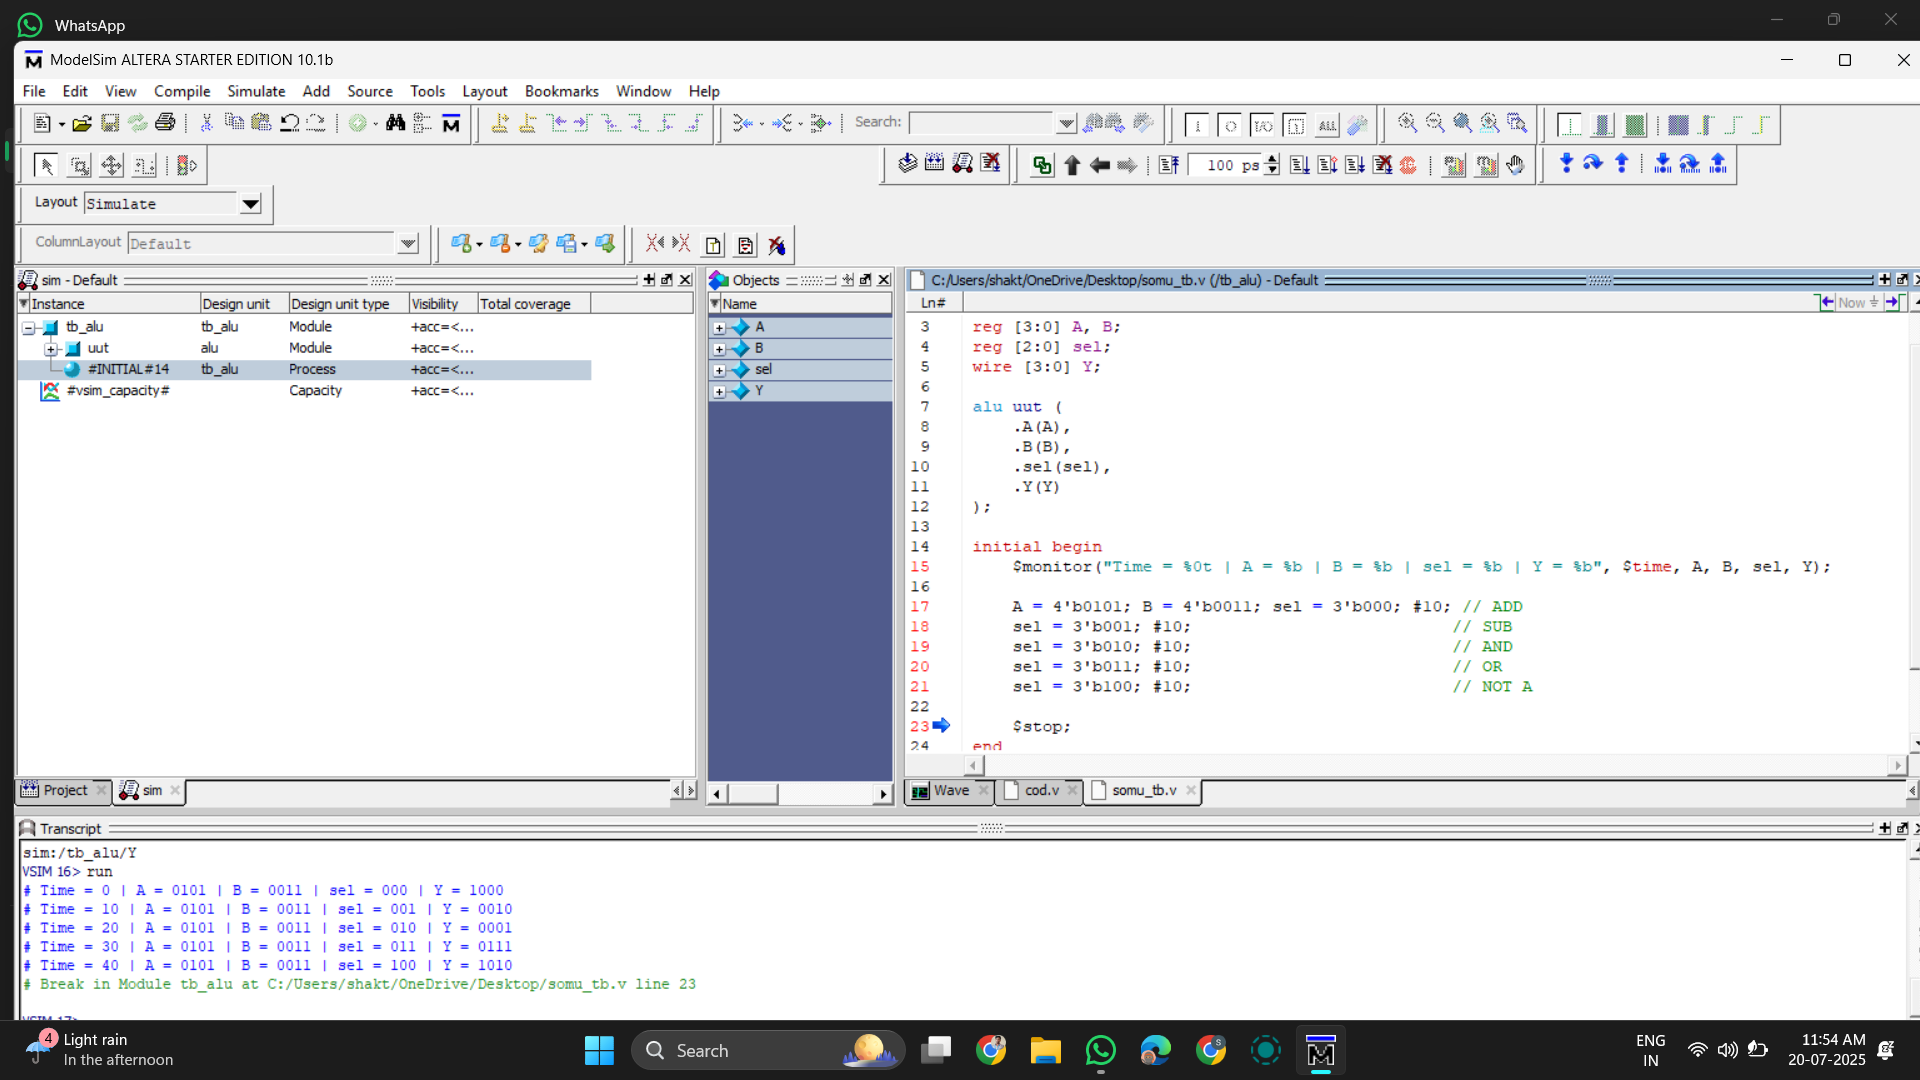 WhatsApp
ModelSim ALTERA STARTER EDITION 10.1b
File Edit View Compile Simulate Add Source Tools Layout Bookmarks Window Help
Search:
ALL
100 ps
Layout Simulate
ColumnLayout Default
sim - Default
Instance Design unit Design unit type Visibility Total coverage
tb_alu tb_alu Module +acc=<...
uut alu Module +acc=<...
#INITIAL#14 tb_alu Process +acc=<...
#vsim_capacity# Capacity +acc=<...
Project sim
Objects
Name
A
B
sel
Y
C:/Users/shakt/OneDrive/Desktop/somu_tb.v (/tb_alu) - Default
Ln# Now
3 reg [3:0] A, B;
4 reg [2:0] sel;
5 wire [3:0] Y;
6
7 alu uut (
8 .A(A),
9 .B(B),
10 .sel(sel),
11 .Y(Y)
12 );
13
14 initial begin
15 $monitor("Time = %0t | A = %b | B = %b | sel = %b | Y = %b", $time, A, B, sel, Y);
16
17 A = 4'b0101; B = 4'b0011; sel = 3'b000; #10; // ADD
18 sel = 3'b001; #10; // SUB
19 sel = 3'b010; #10; // AND
20 sel = 3'b011; #10; // OR
21 sel = 3'b100; #10; // NOT A
22
23 $stop;
24 end
Wave cod.v somu_tb.v
Transcript
sim:/tb_alu/Y
VSIM 16> run
# Time = 0 | A = 0101 | B = 0011 | sel = 000 | Y = 1000
# Time = 10 | A = 0101 | B = 0011 | sel = 001 | Y = 0010
# Time = 20 | A = 0101 | B = 0011 | sel = 010 | Y = 0001
# Time = 30 | A = 0101 | B = 0011 | sel = 011 | Y = 0111
# Time = 40 | A = 0101 | B = 0011 | sel = 100 | Y = 1010
# Break in Module tb_alu at C:/Users/shakt/OneDrive/Desktop/somu_tb.v line 23
VSIM 17>
4
Light rain
In the afternoon
Search
ENG
IN
11:54 AM
20-07-2025